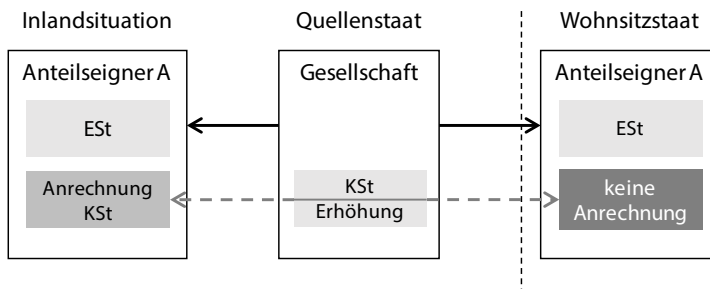 Inlandsituation
Quellenstaat
Wohnsitzstaat
Anteilseigner A
Gesellschaft
Anteilseigner A
ESt
ESt
Anrechnung
KSt
KSt
Erhöhung
keine
Anrechnung